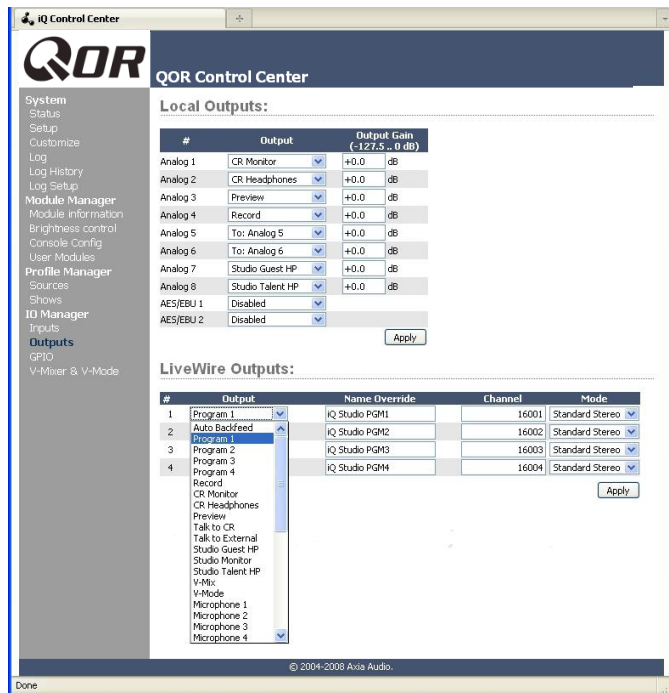 iQ Control Center
QOR
QOR Control Center
System
Status
Setup
Customize
Log
Log History
Log Setup
Module Manager
Module information
Brightness control
Console Config
User Modules
Profile Manager
Sources
Shows
IO Manager
Inputs
Outputs
GPIO
V-Mixer & V-Mode
Local Outputs:
# Output Output Gain
(-127.5 .. 0 dB)
Analog 1 CR Monitor +0.0 dB
Analog 2 CR Headphones +0.0 dB
Analog 3 Preview +0.0 dB
Analog 4 Record +0.0 dB
Analog 5 To: Analog 5 +0.0 dB
Analog 6 To: Analog 6 +0.0 dB
Analog 7 Studio Guest HP +0.0 dB
Analog 8 Studio Talent HP +0.0 dB
AES/EBU 1 Disabled
AES/EBU 2 Disabled
Apply
LiveWire Outputs:
# Output Name Override Channel Mode
1 Program 1 iQ Studio PGM1 16001 Standard Stereo
2 iQ Studio PGM2 16002 Standard Stereo
3 iQ Studio PGM3 16003 Standard Stereo
4 iQ Studio PGM4 16004 Standard Stereo
Auto Backfeed
Program 1
Program 2
Program 3
Program 4
Record
CR Monitor
CR Headphones
Preview
Talk to CR
Talk to External
Studio Guest HP
Studio Monitor
Studio Talent HP
V-Mix
V-Mode
Microphone 1
Microphone 2
Microphone 3
Microphone 4
Apply
© 2004-2008 Axia Audio.
Done